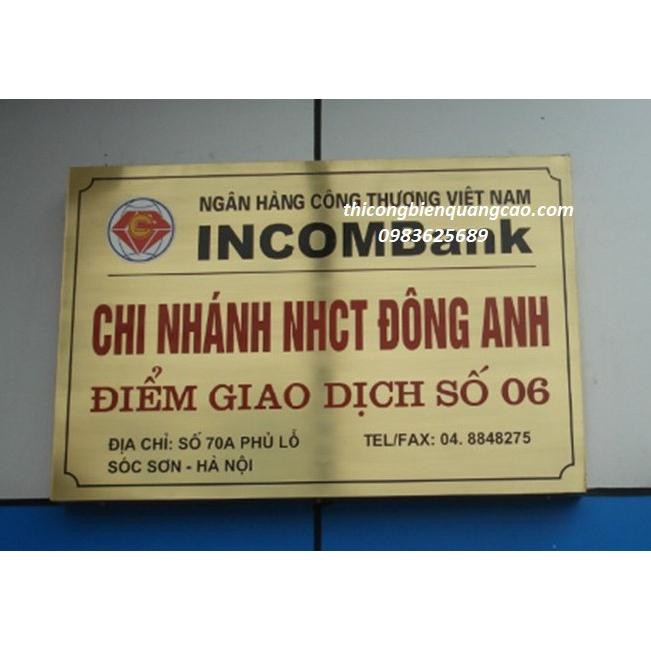 NGÂN HÀNG CÔNG THƯƠNG VIỆT NAM
thicongbienquangcao.com
0983625689
INCOMBank
CHI NHÁNH NHCT ĐÔNG ANH
ĐIỂM GIAO DỊCH SỐ 06
ĐỊA CHỈ: SỐ 70A PHỦ LỖ
TEL/FAX: 04. 8848275
SÓC SƠN - HÀ NỘI